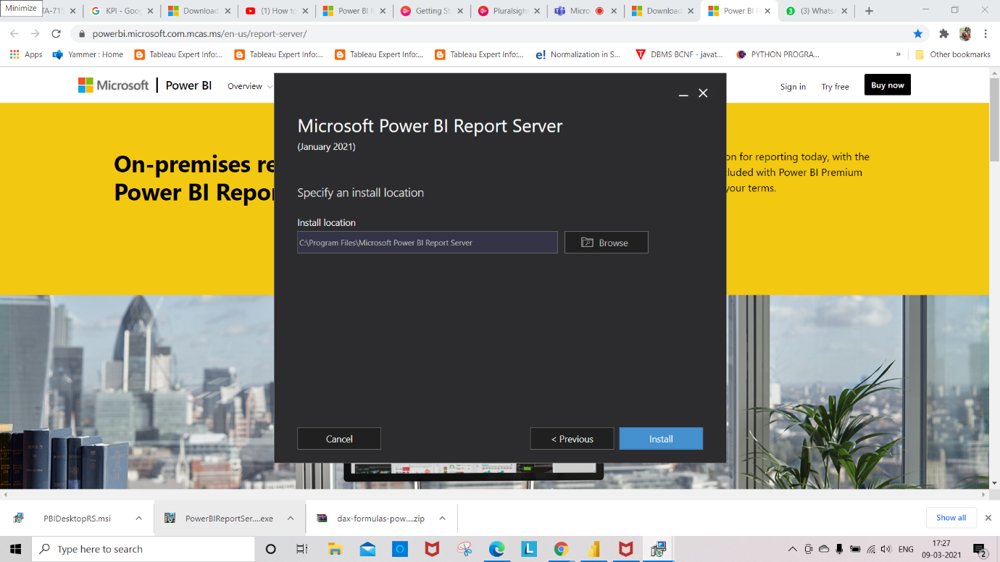 Minimize
TA-715
KPI - Goo
Download
(1) How to
Power BI R
Getting St
Pluralsigh
Micro
Download
Power BI R
(3) Whats
powerbi.microsoft.com.mcas.ms/en-us/report-server/
Apps
Yammer : Home
Tableau Expert Info:...
Tableau Expert Info:...
Tableau Expert Info:...
Tableau Expert Info:...
e! Normalization in S...
DBMS BCNF - javat...
PYTHON PROGRA...
»
Other bookmarks
Microsoft
Power BI
Overview
Sign in
Try free
Buy now
Microsoft Power BI Report Server
(January 2021)
On-premises re
Power BI Repor
on for reporting today, with the
luded with Power BI Premium
your terms.
Specify an install location
Install location
C:\Program Files\Microsoft Power BI Report Server
Browse
Cancel
< Previous
Install
PBIDesktopRS.msi
PowerBIReportSer....exe
dax-formulas-pow....zip
Show all
Type here to search
L
ENG
17:27
09-03-2021
2